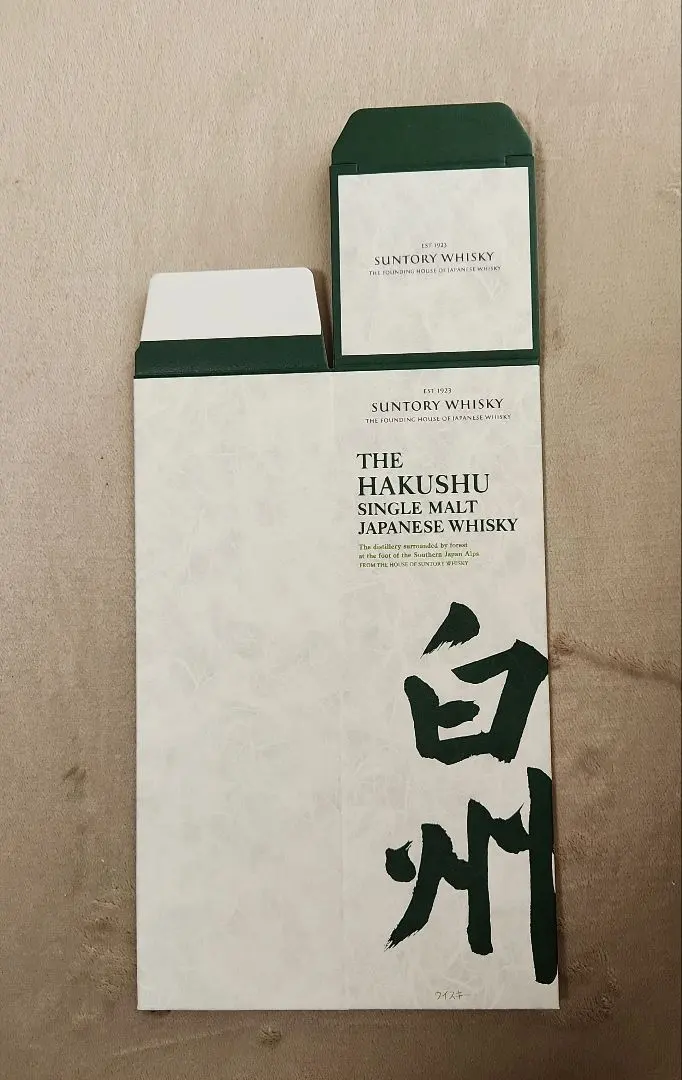 EST 1923
SUNTORY WHISKY
THE FOUNDING HOUSE OF JAPANESE WHISKY
EST 1923
SUNTORY WHISKY
THE FOUNDING HOUSE OF JAPANESE WHISKY
THE
HAKUSHU
SINGLE MALT
JAPANESE WHISKY
The distillery surrounded by forest
at the foot of the Southern Japan Alps
FROM THE HOUSE OF SUNTORY WHISKY
白
州
ウイスキー